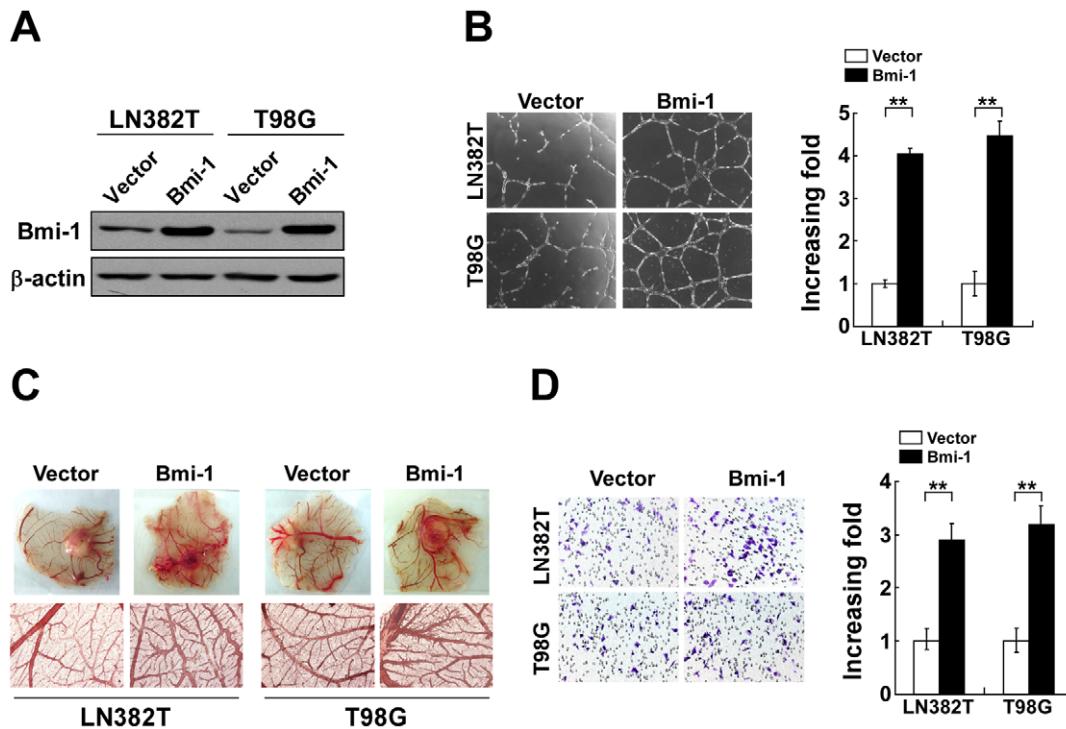 A
LN382T T98G
Vector Bmi-1 Vector Bmi-1
Bmi-1
β-actin
B
Vector Bmi-1
LN382T
T98G
Vector
Bmi-1
Increasing fold
5
4
3
2
1
0
** **
LN382T T98G
C
Vector Bmi-1 Vector Bmi-1
LN382T T98G
D
Vector Bmi-1
LN382T
T98G
Vector
Bmi-1
Increasing fold
4
3
2
1
0
** **
LN382T T98G